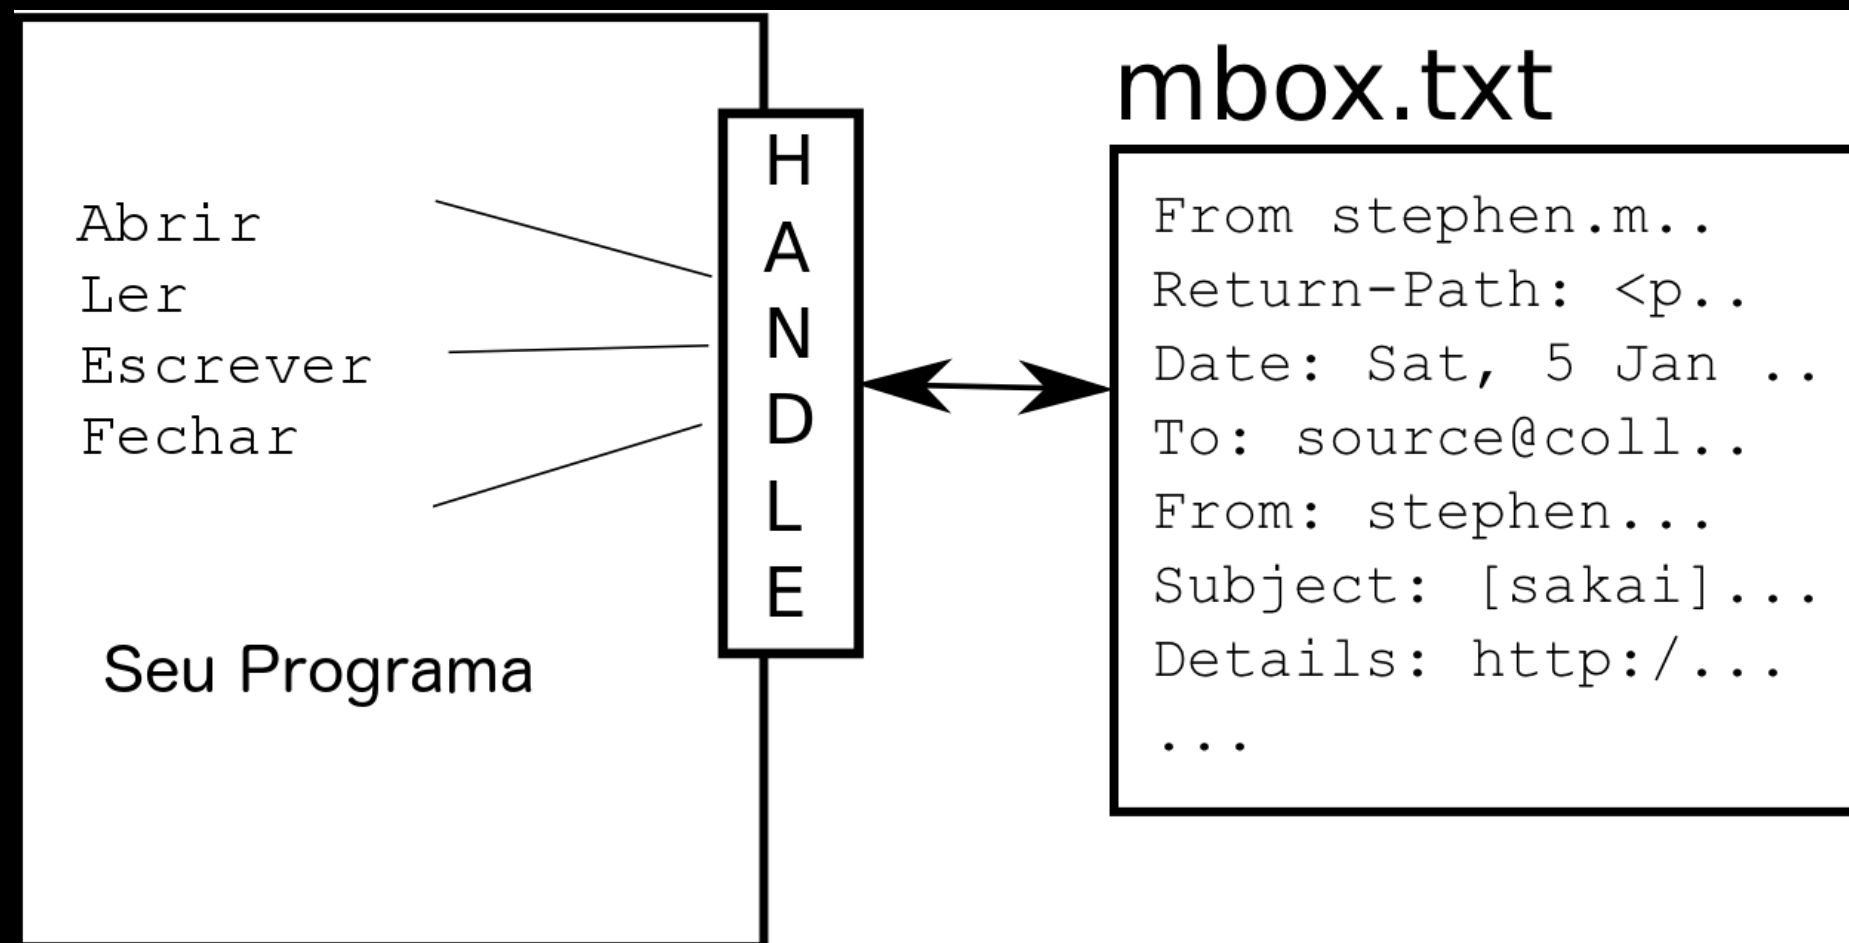 Abrir
Ler
Escrever
Fechar
Seu Programa
HANDLE
mbox.txt
From stephen.m..
Return-Path: <p..
Date: Sat, 5 Jan ..
To: source@coll..
From: stephen...
Subject: [sakai]...
Details: http:/...
...